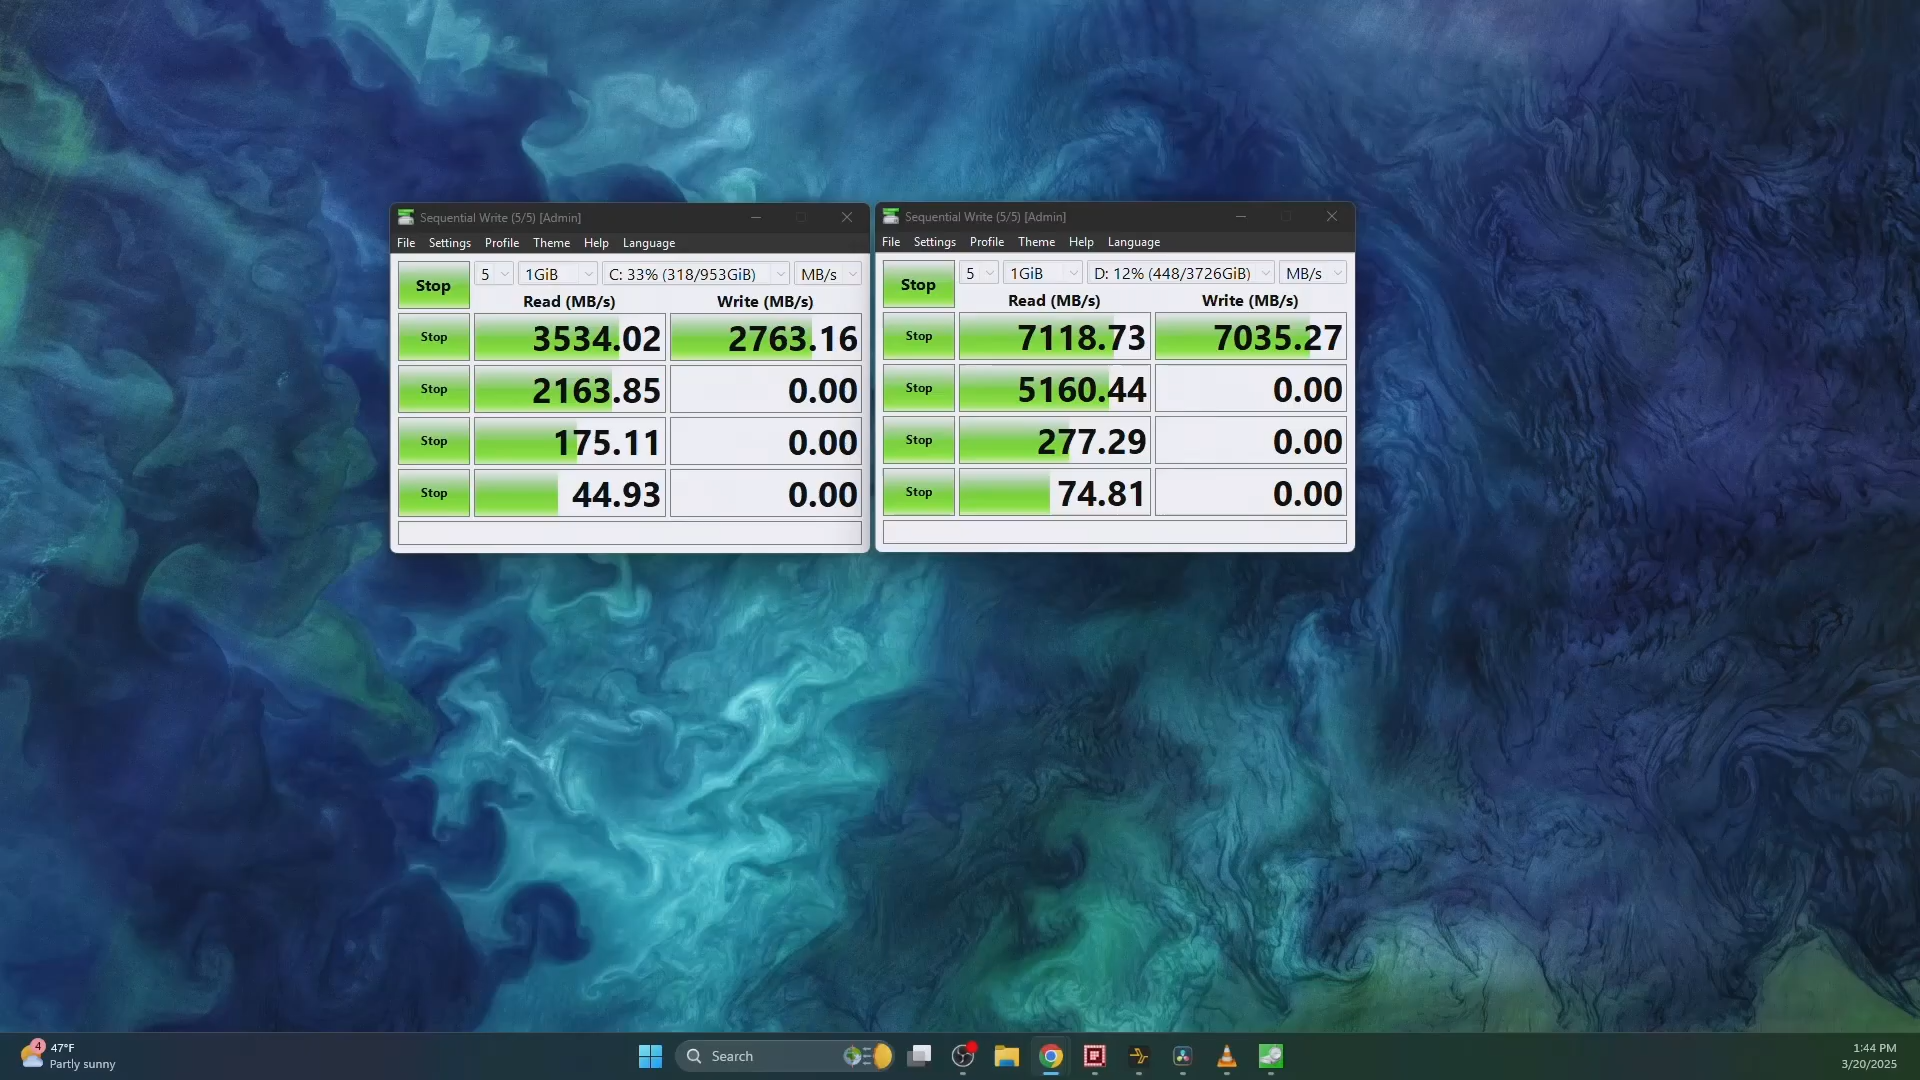 Sequential Write (5/5) [Admin]
File Settings Profile Theme Help Language
Stop 5 1GiB C: 33% (318/953GiB) MB/s
Read (MB/s) Write (MB/s)
Stop 3534.02 2763.16
Stop 2163.85 0.00
Stop 175.11 0.00
Stop 44.93 0.00
Sequential Write (5/5) [Admin]
File Settings Profile Theme Help Language
Stop 5 1GiB D: 12% (448/3726GiB) MB/s
Read (MB/s) Write (MB/s)
Stop 7118.73 7035.27
Stop 5160.44 0.00
Stop 277.29 0.00
Stop 74.81 0.00
4
47°F
Partly sunny
Search
1:44 PM
3/20/2025